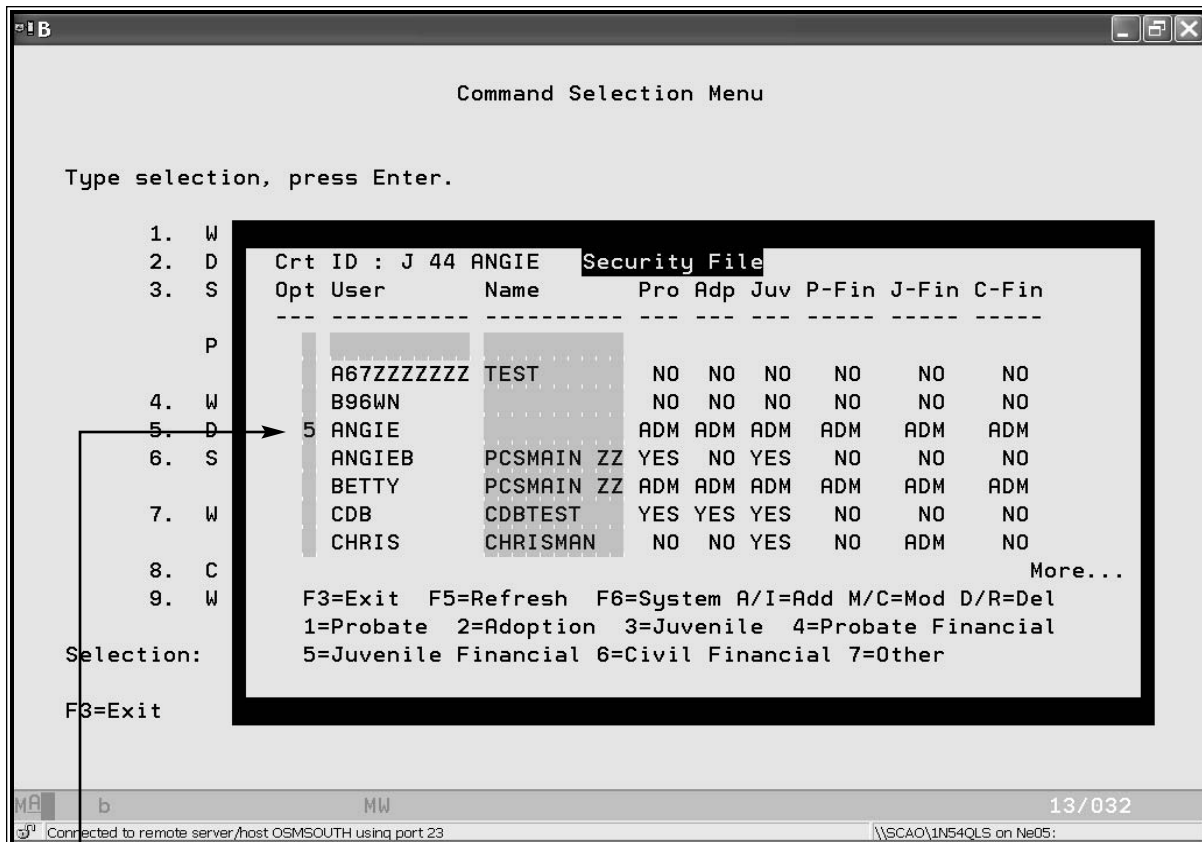 B
Command Selection Menu
Type selection, press Enter.
1. W
2. D Crt ID : J 44 ANGIE Security File
3. S Opt User Name Pro Adp Juv P-Fin J-Fin C-Fin
--- ---------- ---------- --- --- --- ----- ----- -----
P
A67ZZZZZZZ TEST NO NO NO NO NO NO
4. W B96WN NO NO NO NO NO NO
5. D 5 ANGIE ADM ADM ADM ADM ADM ADM
6. S ANGIEB PCSMAIN ZZ YES NO YES NO NO NO
BETTY PCSMAIN ZZ ADM ADM ADM ADM ADM ADM
7. W CDB CDBTEST YES YES YES NO NO NO
CHRIS CHRISMAN NO NO YES NO ADM NO
8. C More...
9. W F3=Exit F5=Refresh F6=System A/I=Add M/C=Mod D/R=Del
1=Probate 2=Adoption 3=Juvenile 4=Probate Financial
Selection: 5=Juvenile Financial 6=Civil Financial 7=Other
F3=Exit
MA b MW 13/032
Connected to remote server/host OSMSOUTH using port 23 \\SCAO\1N54QLS on Ne05: